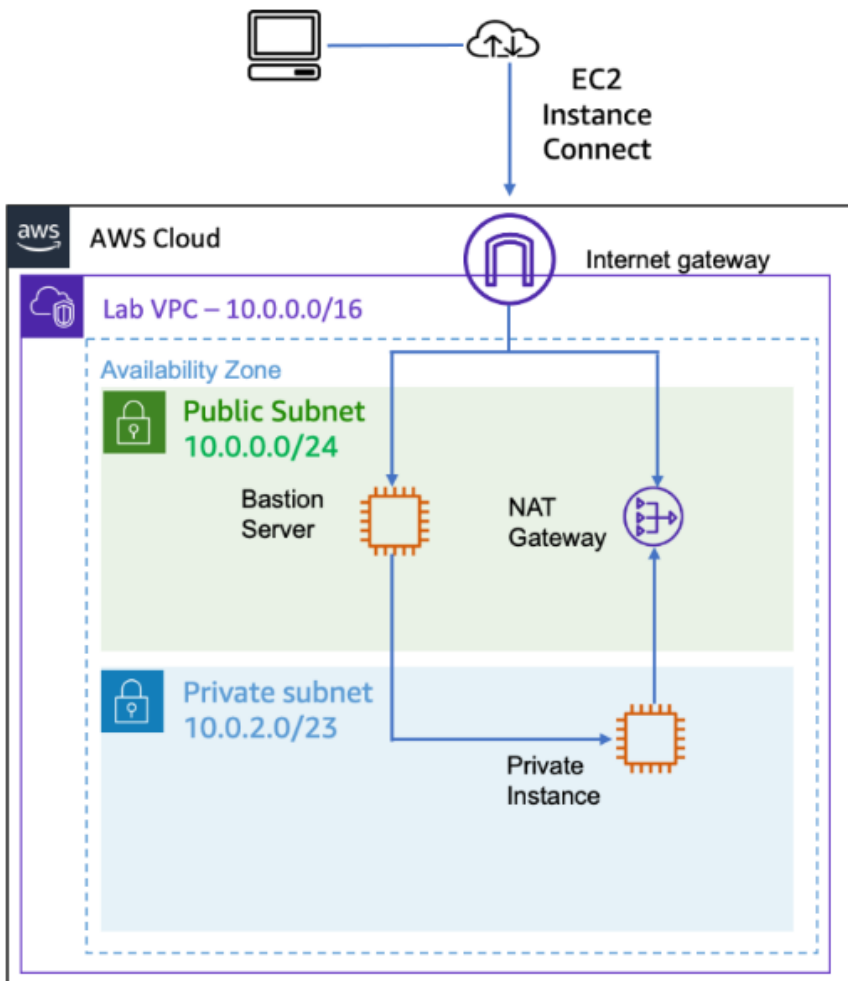 EC2
Instance
Connect
aws
AWS Cloud
Internet gateway
Lab VPC – 10.0.0.0/16
Availability Zone
Public Subnet
10.0.0.0/24
Bastion
Server
NAT
Gateway
Private subnet
10.0.2.0/23
Private
Instance